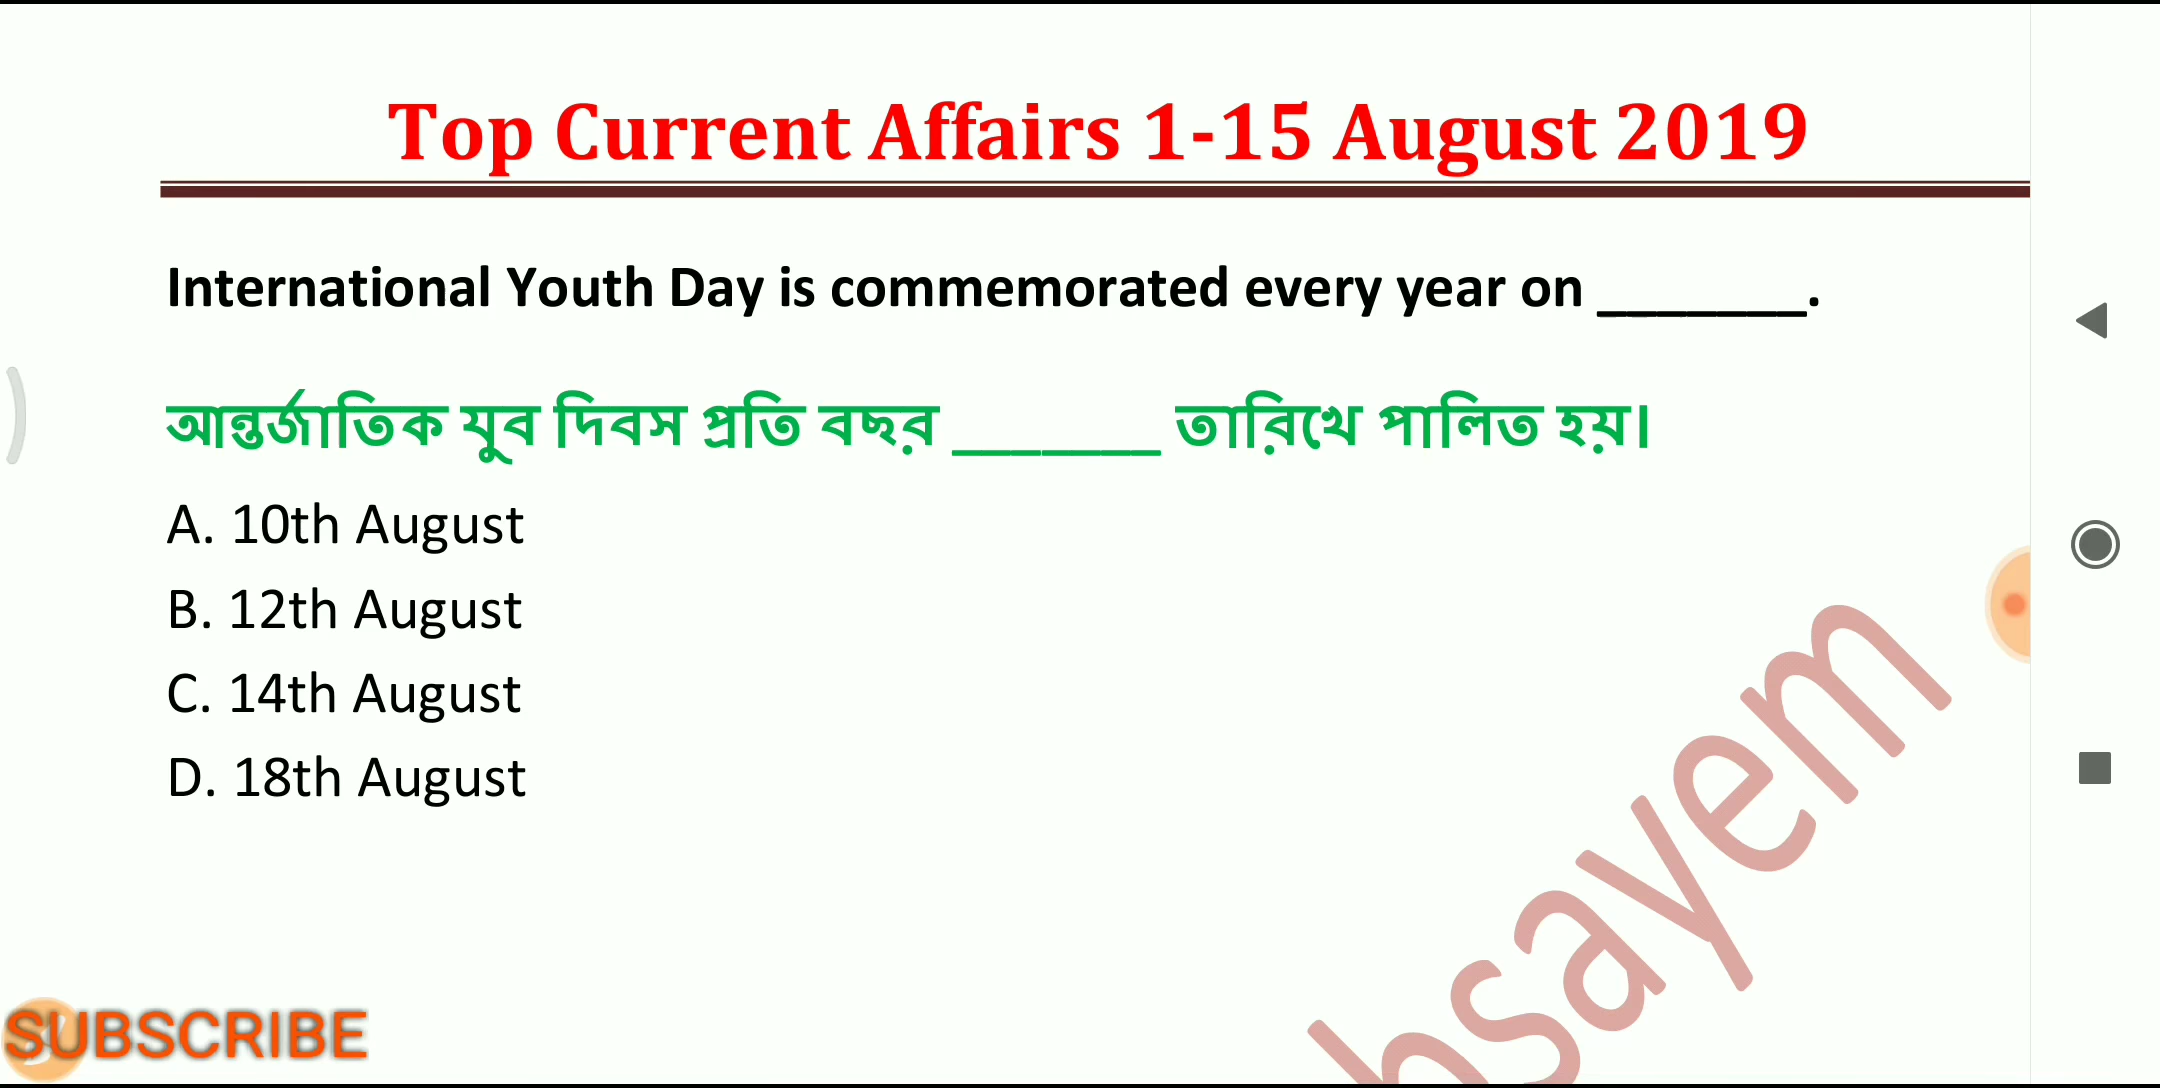 Top Current Affairs 1-15 August 2019
International Youth Day is commemorated every year on _______.
আন্তর্জাতিক যুব দিবস প্রতি বছর _______ তারিখে পালিত হয়।
A. 10th August
B. 12th August
C. 14th August
D. 18th August
SUBSCRIBE